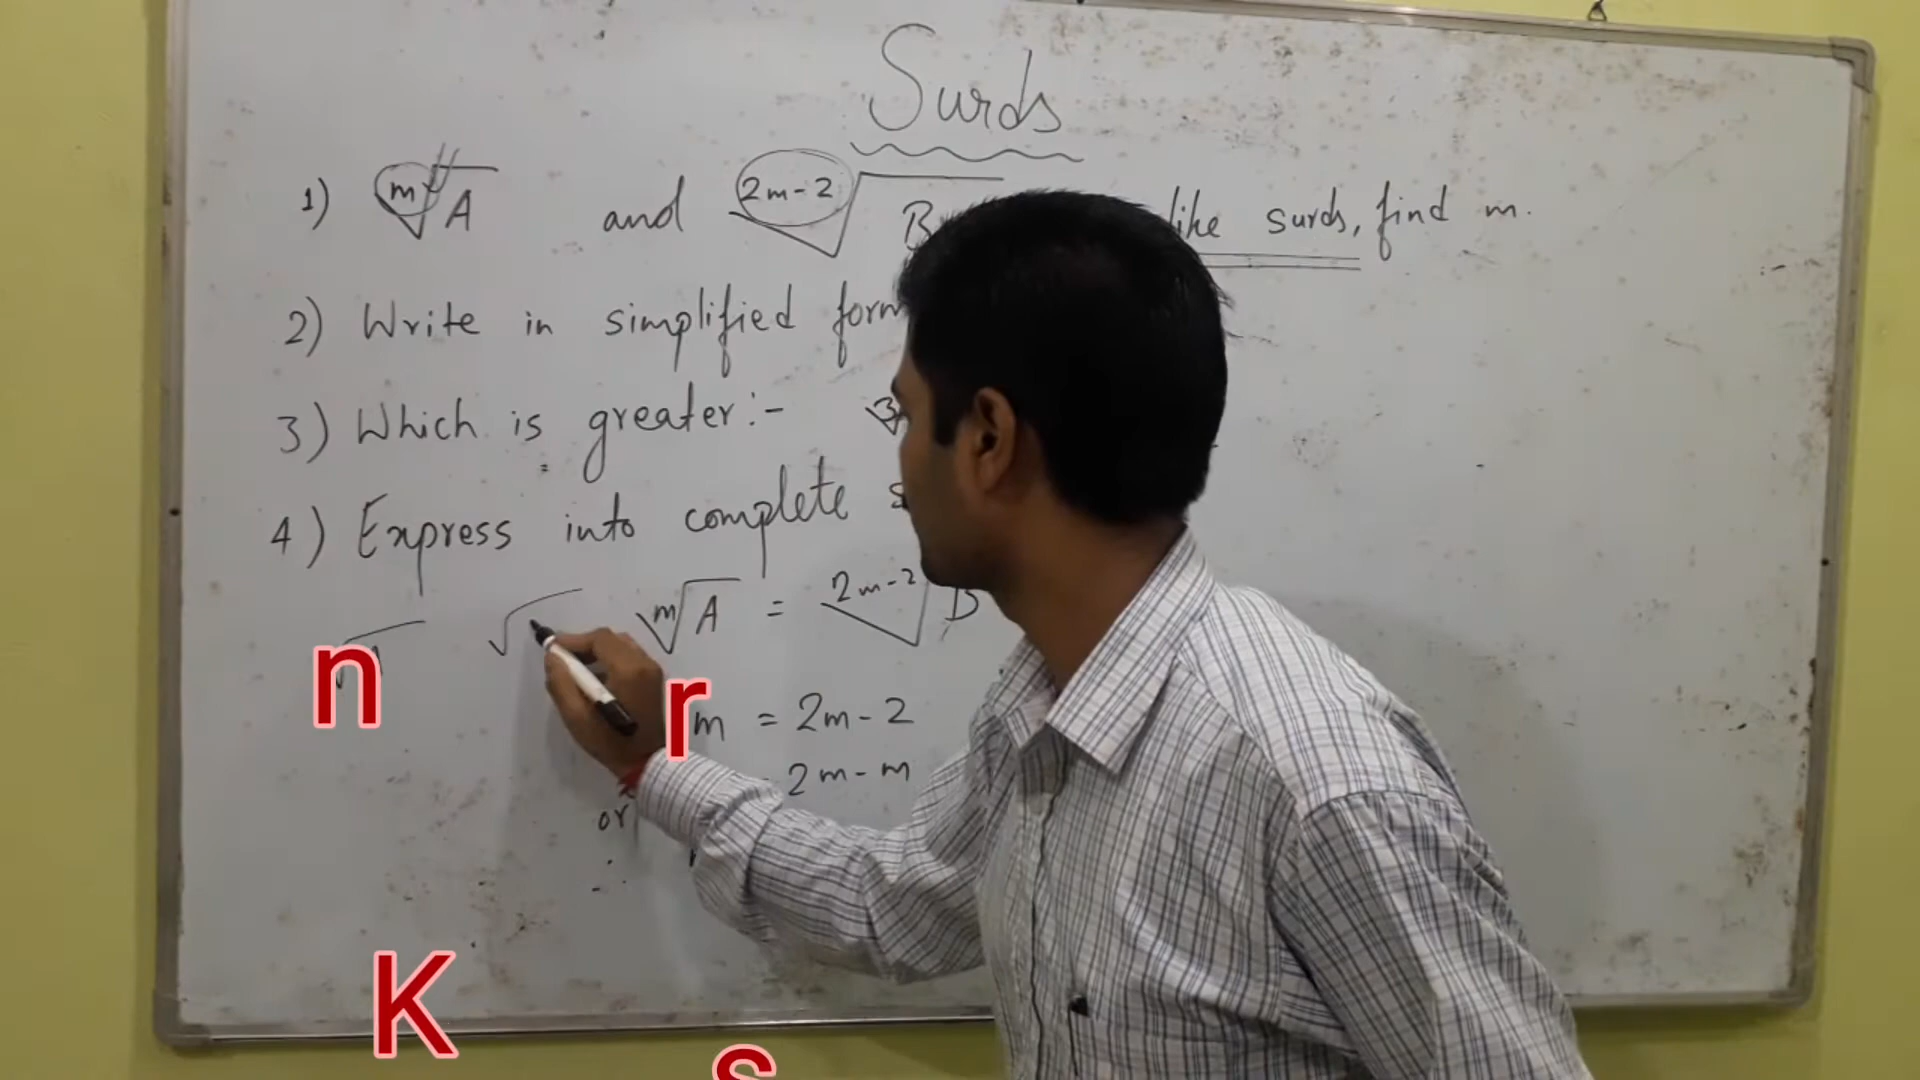 Surds
1) ᵐ√A and ²ᵐ⁻²√B like surds, find m.
2) Write in simplified form
3) Which is greater:- 3
4) Express into complete
ᵐ√A = ²ᵐ⁻²√B
m = 2m-2
or 2m-m
n
r
K
s